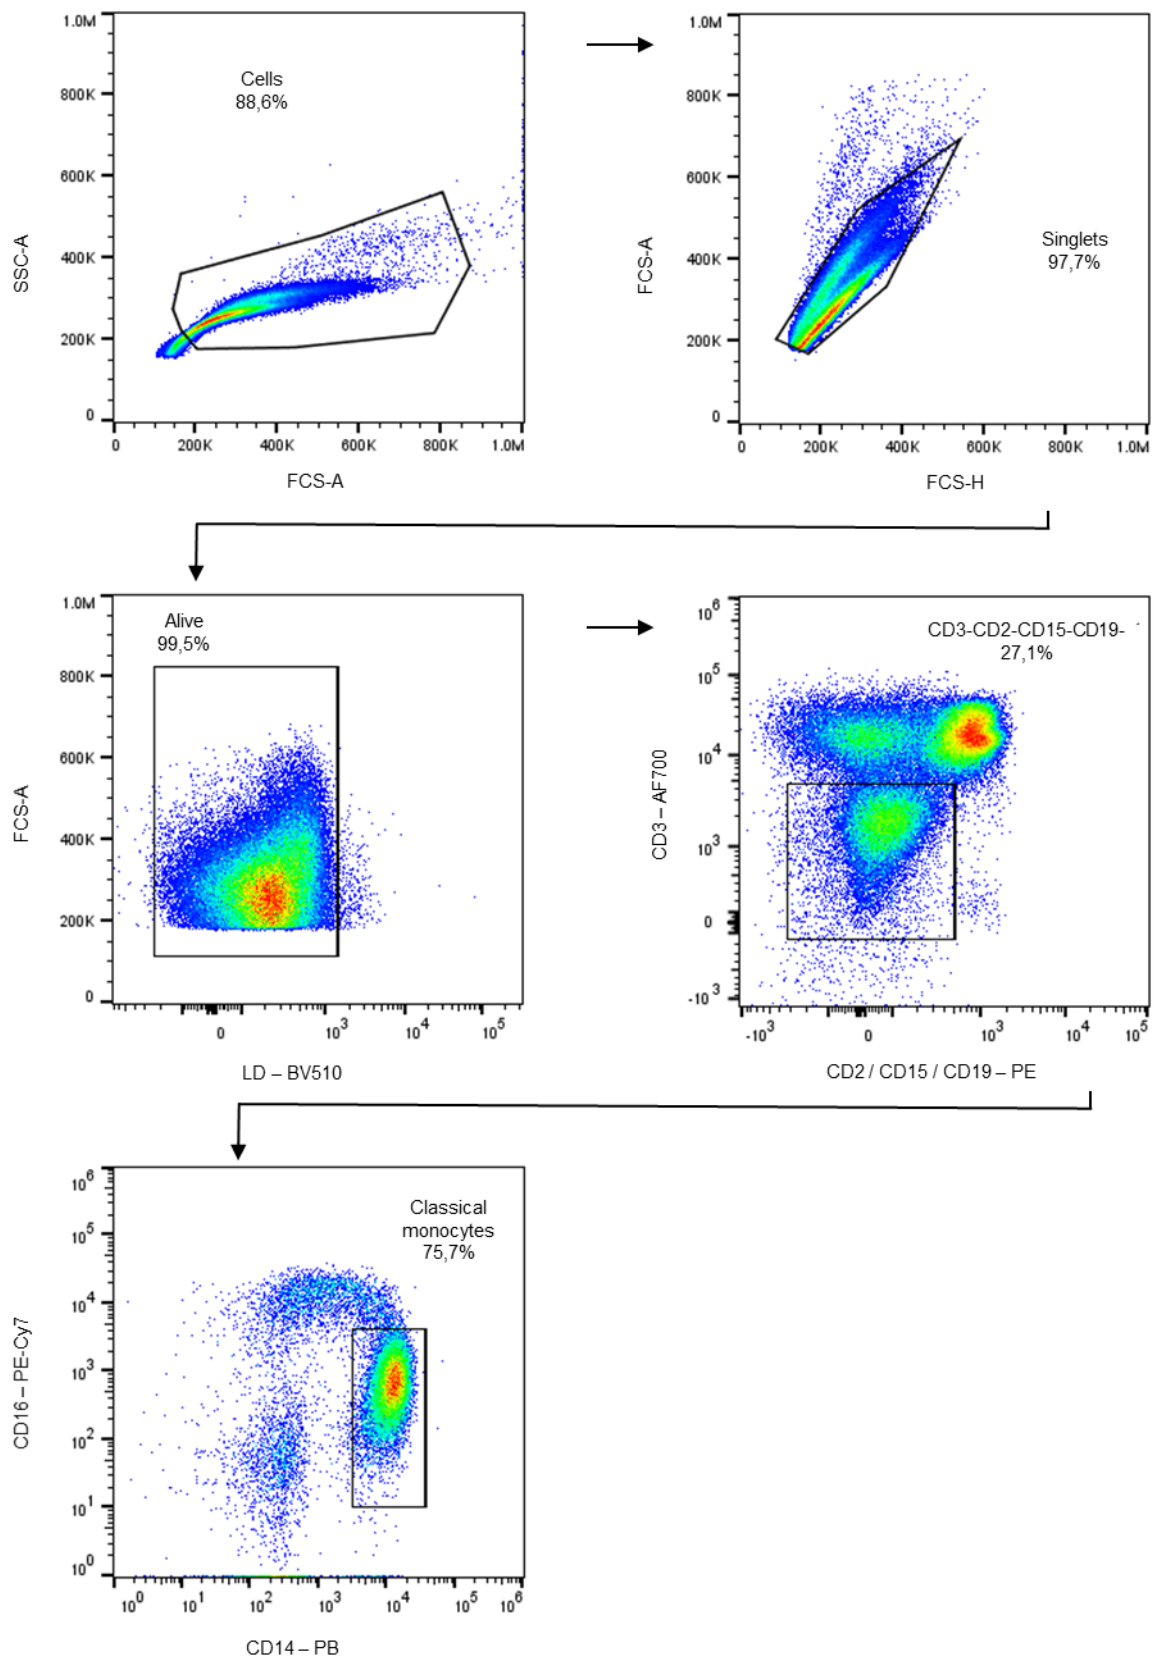 1.0M
800K
600K
400K
200K
0
SSC-A
Cells
88,6%
0 200K 400K 600K 800K 1.0M
FCS-A
1.0M
800K
600K
400K
200K
0
FCS-A
Singlets
97,7%
0 200K 400K 600K 800K 1.0M
FCS-H
1.0M
800K
600K
400K
200K
0
FCS-A
Alive
99,5%
0 10³ 10⁴ 10⁵
LD – BV510
10⁶
10⁵
10⁴
10³
0
-10³
CD3 – AF700
CD3-CD2-CD15-CD19-
27,1%
-10³ 0 10³ 10⁴ 10⁵
CD2 / CD15 / CD19 – PE
10⁶
10⁵
10⁴
10³
10²
10¹
10⁰
CD16 – PE-Cy7
Classical
monocytes
75,7%
10⁰ 10¹ 10² 10³ 10⁴ 10⁵ 10⁶
CD14 – PB